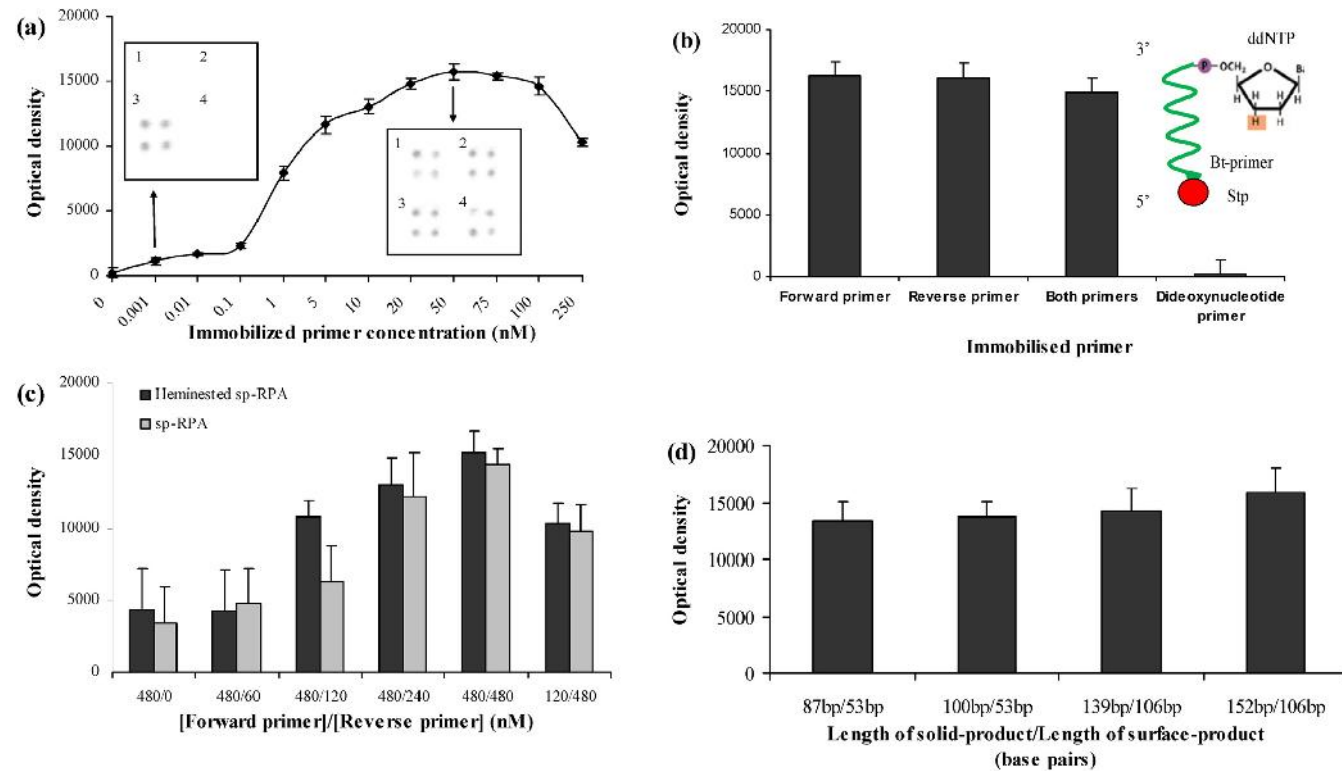 (a)
20000
16000
15000
10000
5000
0
Optical density
1 2
3 4
1 2
3 4
0 0.001 0.01 0.1 1 5 10 20 50 75 100 250
Immobilized primer concentration (nM)
(b)
20000
15000
10000
5000
0
Optical density
3’
ddNTP
P
OCH₂
O
Ba
H H H H
H H
Bt-primer
5’
Stp
Forward primer Reverse primer Both primers Dideoxynucleotide
primer
Immobilised primer
(c)
20000
15000
10000
5000
0
Optical density
Heminested sp-RPA
sp-RPA
480/0 480/60 480/120 480/240 480/480 120/480
[Forward primer]/[Reverse primer] (nM)
(d)
20000
15000
10000
5000
0
Optical density
87bp/53bp 100bp/53bp 139bp/106bp 152bp/106bp
Length of solid-product/Length of surface-product
(base pairs)